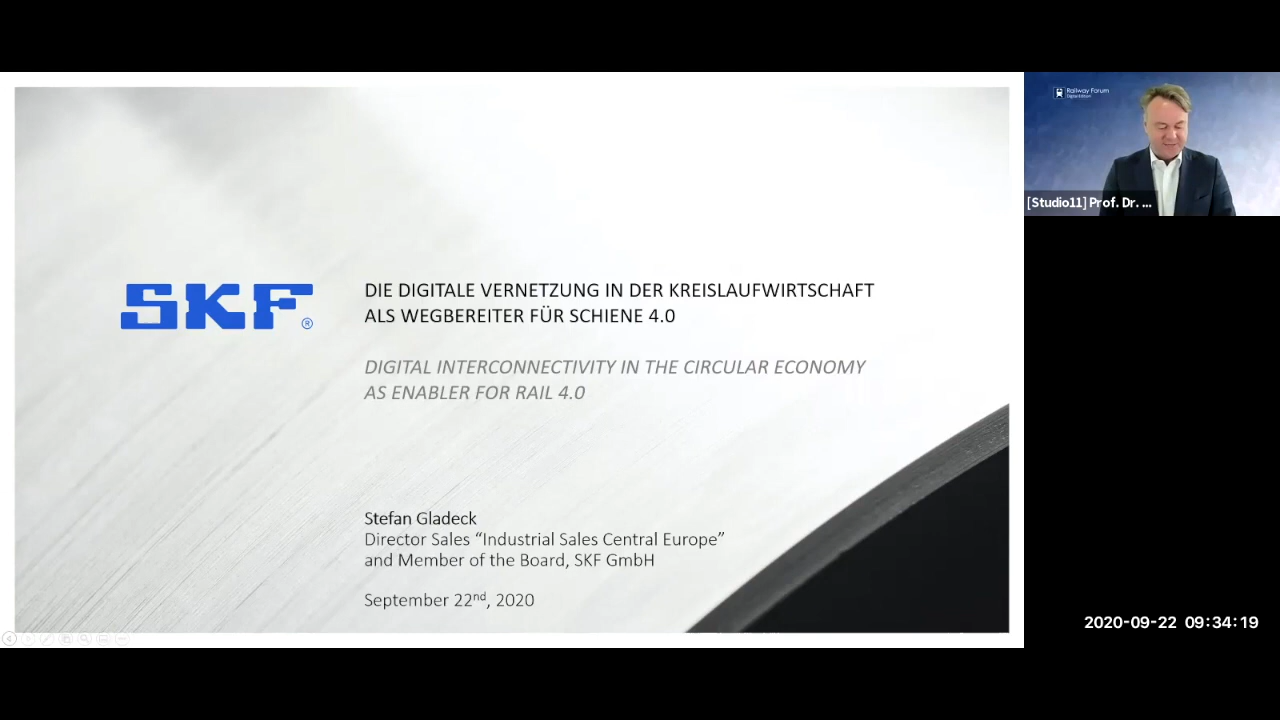 SKF®
DIE DIGITALE VERNETZUNG IN DER KREISLAUFWIRTSCHAFT
ALS WEGBEREITER FÜR SCHIENE 4.0
DIGITAL INTERCONNECTIVITY IN THE CIRCULAR ECONOMY
AS ENABLER FOR RAIL 4.0
Stefan Gladeck
Director Sales “Industrial Sales Central Europe”
and Member of the Board, SKF GmbH
September 22nd, 2020
Railway Forum
Digital Edition
[Studio11] Prof. Dr. ...
2020-09-22 09:34:19